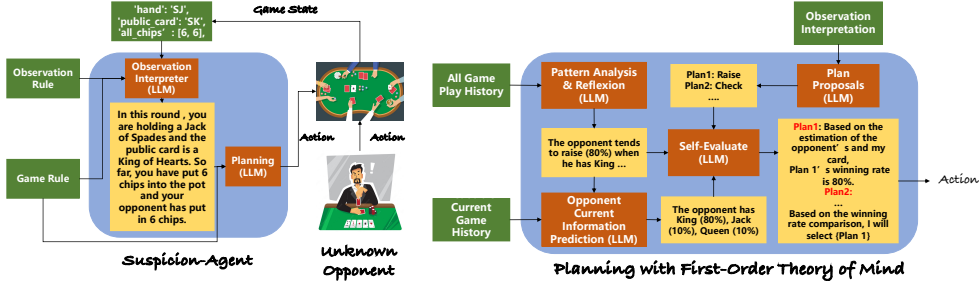 'hand': 'SJ',
'public_card': 'SK',
'all_chips' : [6, 6],
Game State
Observation
Rule
Observation
Interpreter
(LLM)
In this round , you
are holding a Jack
of Spades and the
public card is a
King of Hearts. So
far, you have put 6
chips into the pot
and your
opponent has put
in 6 chips.
Game Rule
Planning
(LLM)
Action
Action
Suspicion-Agent
Unknown
Opponent
Observation
Interpretation
All Game
Play History
Pattern Analysis
& Reflexion (LLM)
Plan1: Raise
Plan2: Check
....
Plan
Proposals
(LLM)
The opponent tends
to raise (80%) when
he has King ...
Self-Evaluate
(LLM)
Plan1: Based on the
estimation of the
opponent's and my
card,
Plan 1's winning rate
is 80%.
Plan2:
...
Based on the winning
rate comparison, I will
select {Plan 1}
Action
Current
Game
History
Opponent
Current
Information
Prediction (LLM)
The opponent has
King (80%), Jack
(10%), Queen (10%)
Planning with First-Order Theory of Mind